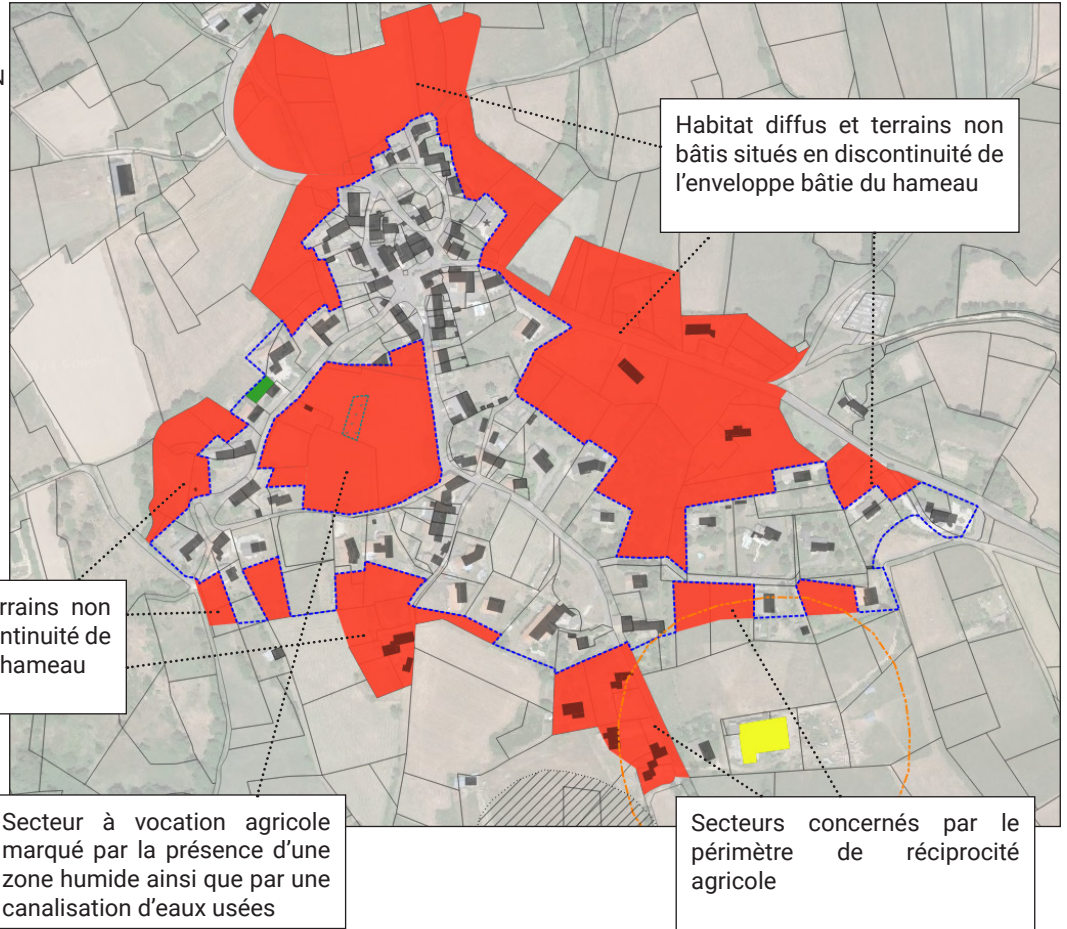 N
Habitat diffus et terrains non
bâtis situés en discontinuité de
l'enveloppe bâtie du hameau
rrains non
ontinuité de
hameau
Secteur à vocation agricole
marqué par la présence d'une
zone humide ainsi que par une
canalisation d'eaux usées
Secteurs concernés par le
périmètre de réciprocité
agricole